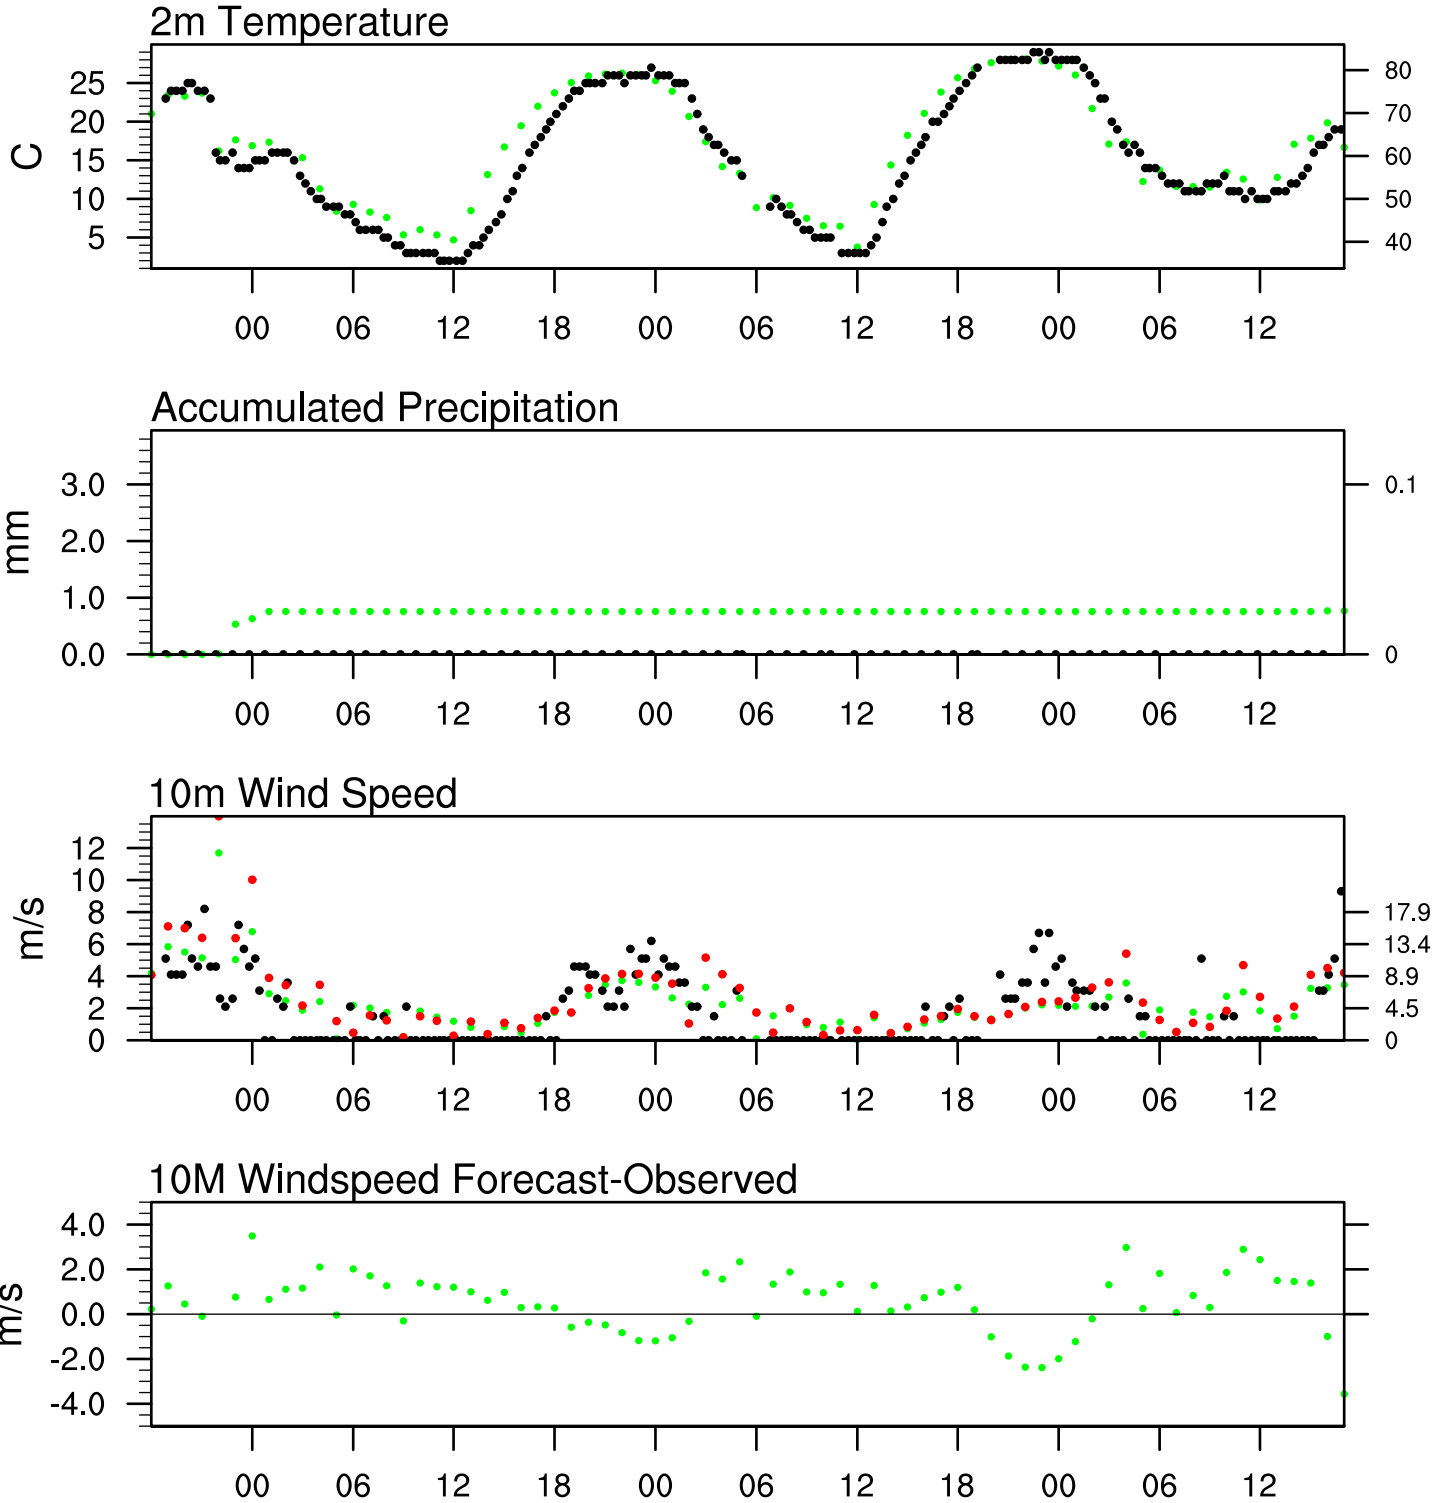 2m Temperature
C
25
20
15
10
5
80
70
60
50
40
00 06 12 18 00 06 12 18 00 06 12
Accumulated Precipitation
mm
3.0
2.0
1.0
0.0
0.1
0
00 06 12 18 00 06 12 18 00 06 12
10m Wind Speed
m/s
12
10
8
6
4
2
0
17.9
13.4
8.9
4.5
0
00 06 12 18 00 06 12 18 00 06 12
10M Windspeed Forecast-Observed
m/s
4.0
2.0
0.0
-2.0
-4.0
00 06 12 18 00 06 12 18 00 06 12